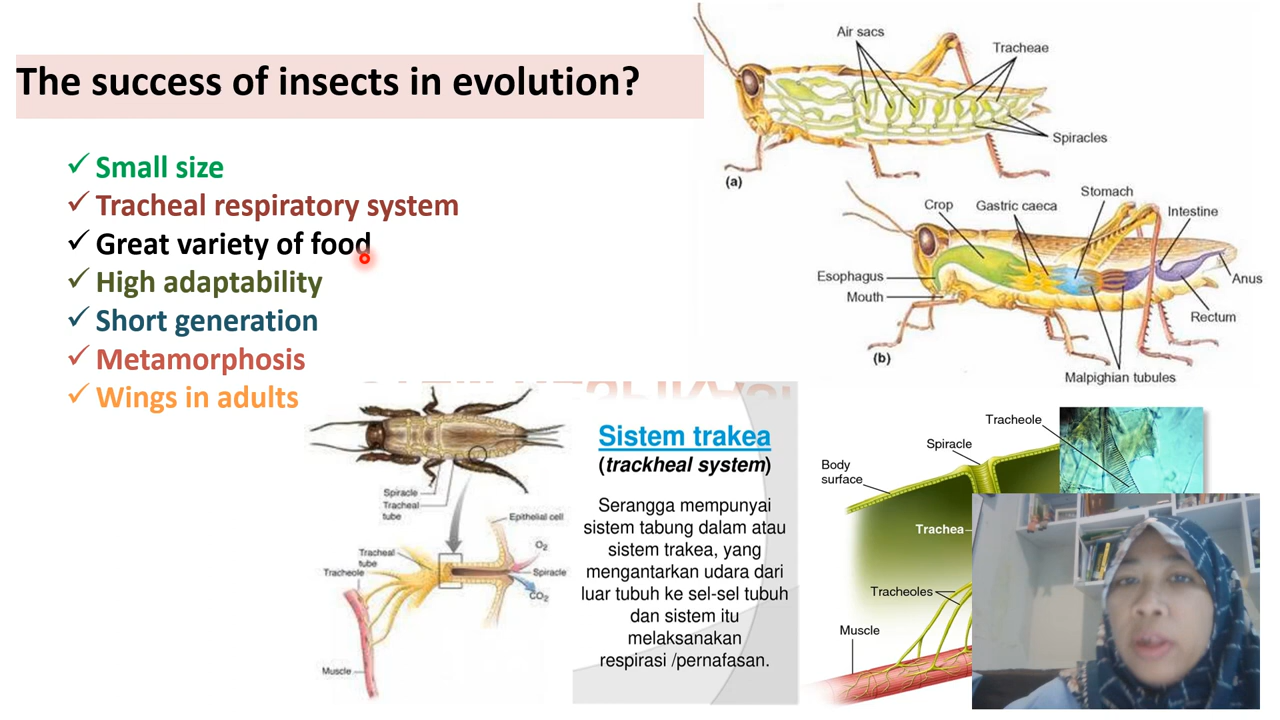 The success of insects in evolution?
✓ Small size
✓ Tracheal respiratory system
✓ Great variety of food
✓ High adaptability
✓ Short generation
✓ Metamorphosis
✓ Wings in adults
Air sacs
Tracheae
Spiracles
(a)
Stomach
Crop
Gastric caeca
Intestine
Esophagus
Mouth
Anus
Rectum
(b)
Malpighian tubules
Spiracle
Tracheal
tube
Epithelial cell
O2
Tracheal
tube
Tracheole
Spiracle
CO2
Muscle
Sistem trakea
(trackheal system)
Serangga mempunyai
sistem tabung dalam atau
sistem trakea, yang
mengantarkan udara dari
luar tubuh ke sel-sel tubuh
dan sistem itu
melaksanakan
respirasi /pernafasan.
Tracheole
Spiracle
Body
surface
Trachea
Tracheoles
Muscle